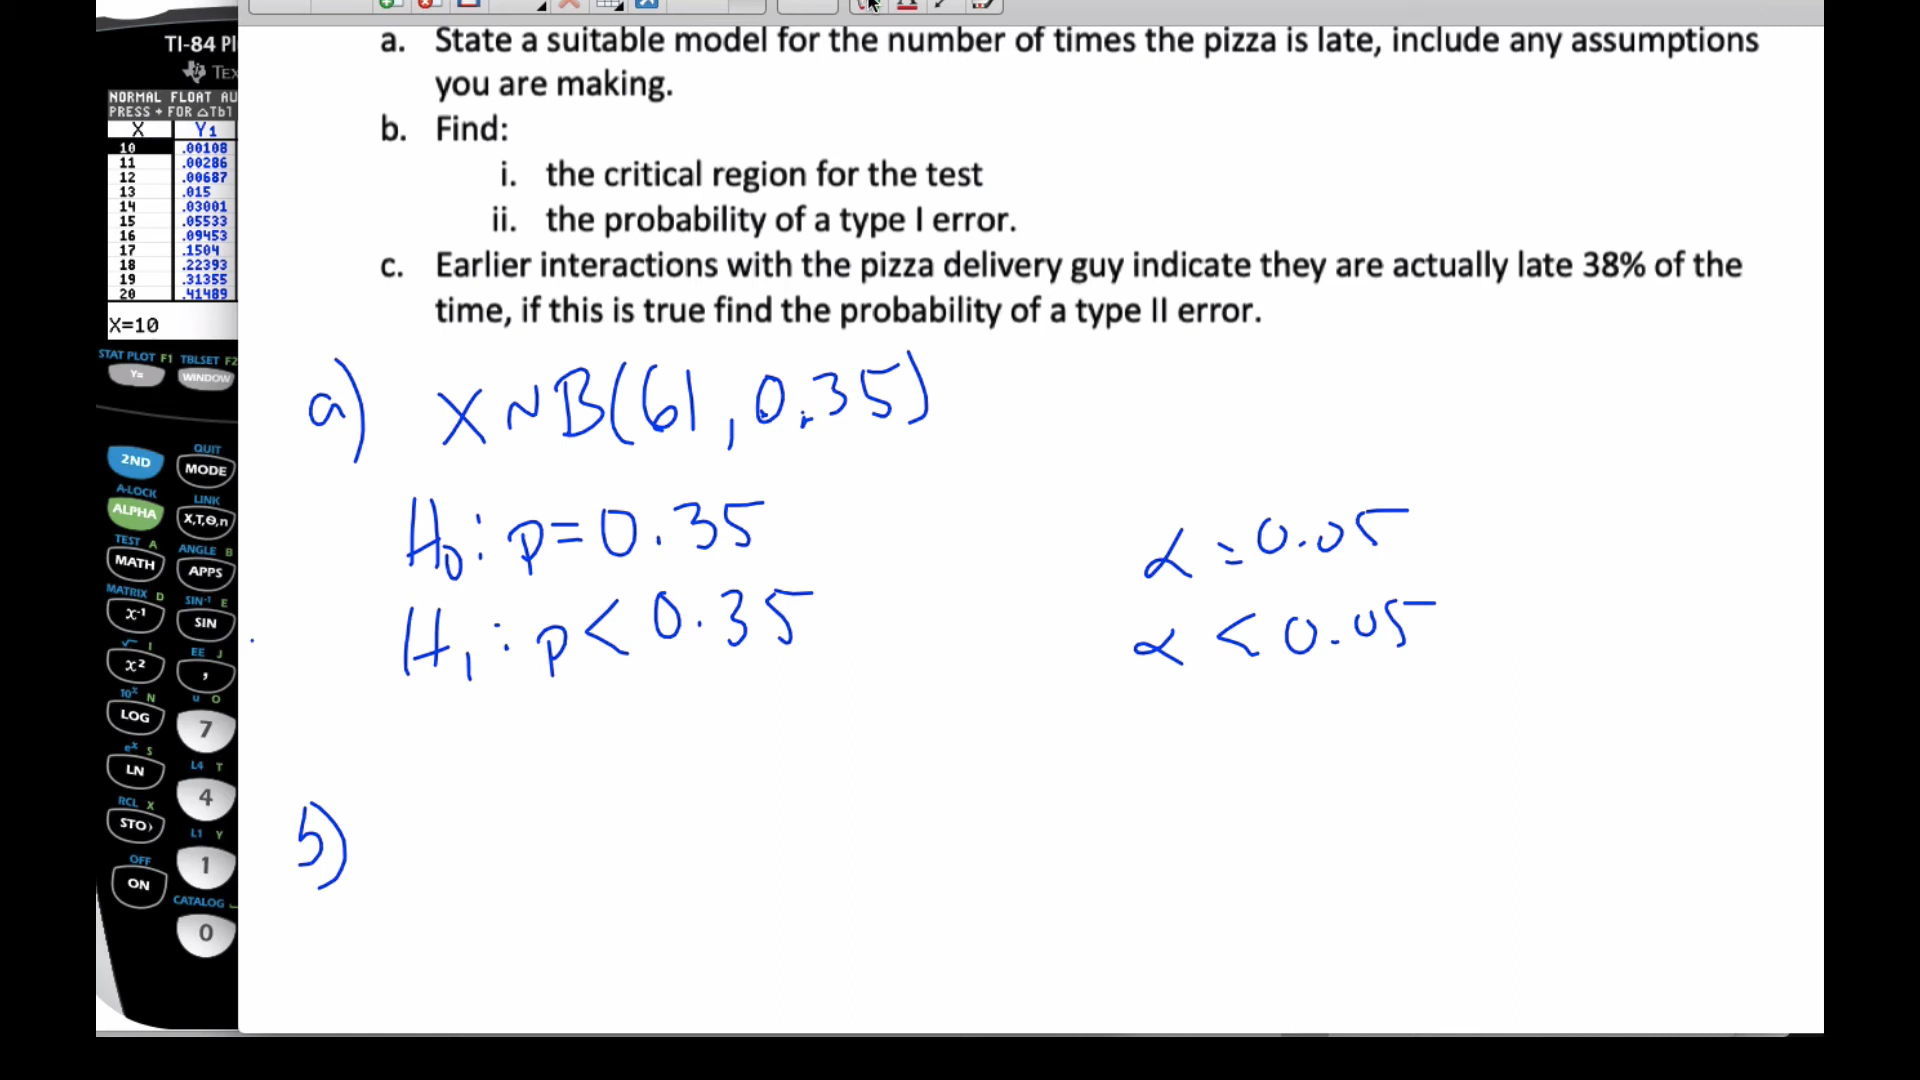 TI-84 Pl
TEX
NORMAL FLOAT AU
PRESS + FOR △Tbl
X Y1
10 .00108
11 .00286
12 .00687
13 .015
14 .03001
15 .05533
16 .09453
17 .1504
18 .22393
19 .31355
20 .41489
X=10
STAT PLOT F1 TBLSET F2
Y= WINDOW
QUIT
2ND MODE
A-LOCK LINK
ALPHA X,T,Θ,n
TEST A ANGLE B
MATH APPS
MATRIX D SIN⁻¹ E
x⁻¹ SIN
√ I EE J
x² ,
10ˣ N u O
LOG 7
eˣ S L4 T
LN 4
RCL X L1 Y
STO› 1
OFF CATALOG
ON 0
a. State a suitable model for the number of times the pizza is late, include any assumptions
you are making.
b. Find:
i. the critical region for the test
ii. the probability of a type I error.
c. Earlier interactions with the pizza delivery guy indicate they are actually late 38% of the
time, if this is true find the probability of a type II error.
a) X ~ B(61, 0.35)
H₀: p = 0.35 α = 0.05
H₁: p < 0.35 α < 0.05
b)